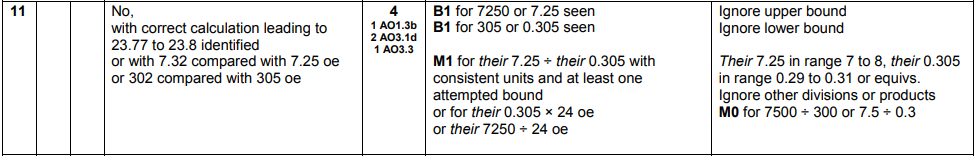 11
No,
with correct calculation leading to
23.77 to 23.8 identified
or with 7.32 compared with 7.25 oe
or 302 compared with 305 oe
4
1 AO1.3b
2 AO3.1d
1 AO3.3
B1 for 7250 or 7.25 seen
B1 for 305 or 0.305 seen
M1 for their 7.25 ÷ their 0.305 with
consistent units and at least one
attempted bound
or for their 0.305 × 24 oe
or their 7250 ÷ 24 oe
Ignore upper bound
Ignore lower bound
Their 7.25 in range 7 to 8, their 0.305
in range 0.29 to 0.31 or equivs.
Ignore other divisions or products
M0 for 7500 ÷ 300 or 7.5 ÷ 0.3